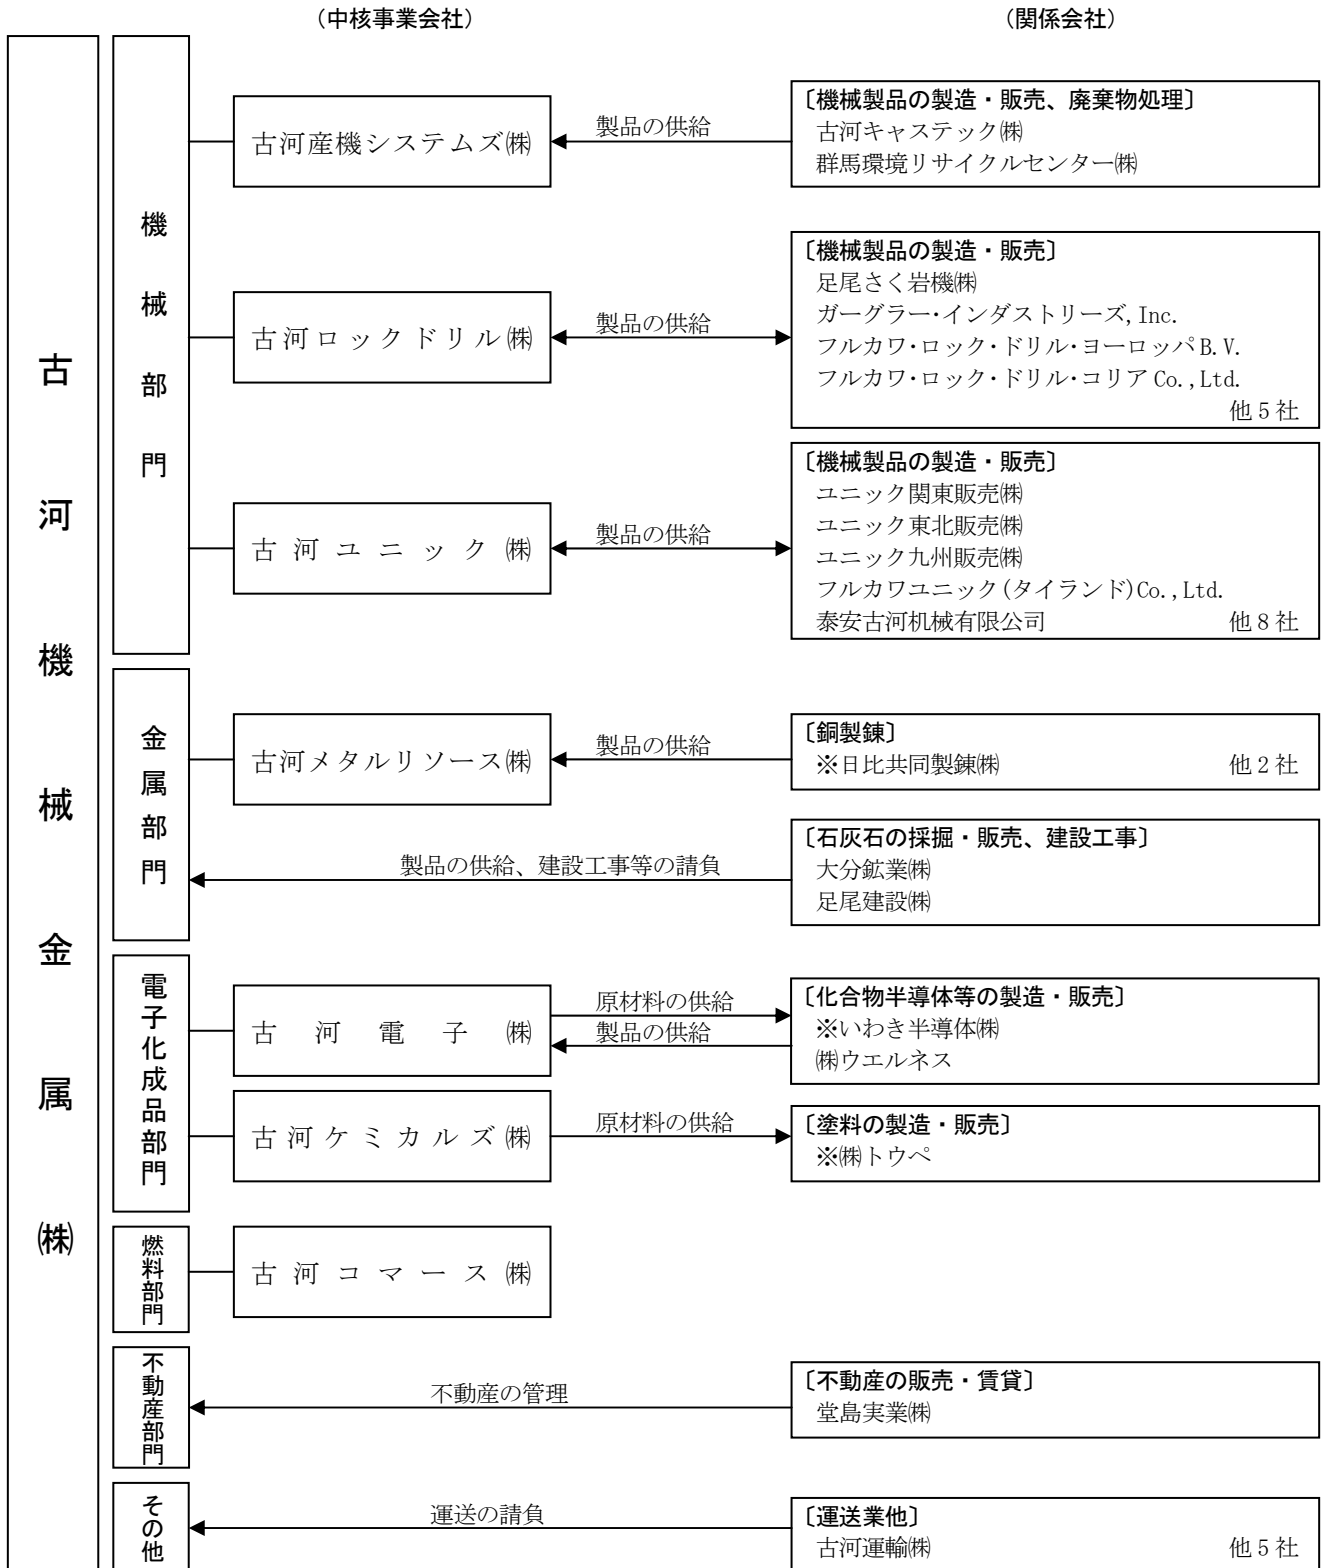 （中核事業会社）
（関係会社）
古河機械金属㈱
機械部門
古河産機システムズ㈱
製品の供給
〔機械製品の製造・販売、廃棄物処理〕
古河キャステック㈱
群馬環境リサイクルセンター㈱
古河ロックドリル㈱
製品の供給
〔機械製品の製造・販売〕
足尾さく岩機㈱
ガーグラー・インダストリーズ, Inc.
フルカワ・ロック・ドリル・ヨーロッパ B. V.
フルカワ・ロック・ドリル・コリア Co., Ltd.
他 5 社
古河ユニック㈱
製品の供給
〔機械製品の製造・販売〕
ユニック関東販売㈱
ユニック東北販売㈱
ユニック九州販売㈱
フルカワユニック(タイランド)Co., Ltd.
泰安古河机械有限公司 他 8 社
金属部門
古河メタルリソース㈱
製品の供給
〔銅製錬〕
※日比共同製錬㈱ 他 2 社
製品の供給、建設工事等の請負
〔石灰石の採掘・販売、建設工事〕
大分鉱業㈱
足尾建設㈱
電子化成品部門
古河電子㈱
原材料の供給
製品の供給
〔化合物半導体等の製造・販売〕
※いわき半導体㈱
㈱ウエルネス
古河ケミカルズ㈱
原材料の供給
〔塗料の製造・販売〕
※㈱トウペ
燃料部門
古河コマース㈱
不動産部門
不動産の管理
〔不動産の販売・賃貸〕
堂島実業㈱
その他
運送の請負
〔運送業他〕
古河運輸㈱ 他 5 社